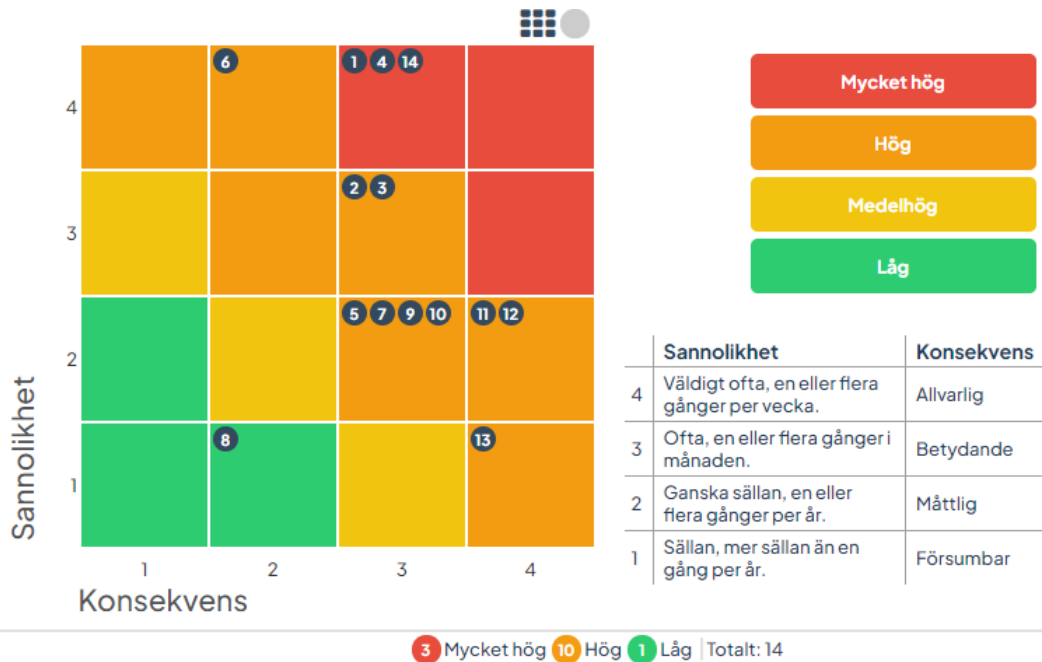 6
1 4 14
4
2 3
3
5 7 9 10
11 12
2
8
13
1
Sannolikhet
1 2 3 4
Konsekvens
Mycket hög
Hög
Medelhög
Låg
Sannolikhet Konsekvens
4 Väldigt ofta, en eller flera gånger per vecka. Allvarlig
3 Ofta, en eller flera gånger i månaden. Betydande
2 Ganska sällan, en eller flera gånger per år. Måttlig
1 Sällan, mer sällan än en gång per år. Försumbar
3 Mycket hög 10 Hög 1 Låg | Totalt: 14